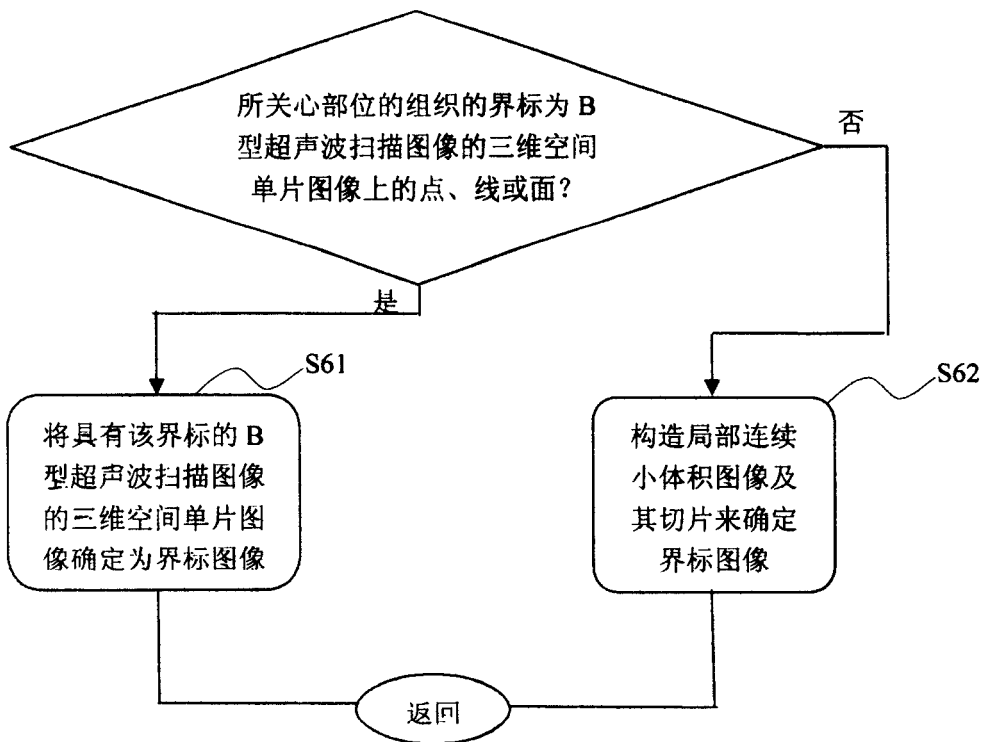 所关心部位的组织的界标为 B
型超声波扫描图像的三维空间
单片图像上的点、线或面？
否
是
S61
S62
将具有该界标的 B
型超声波扫描图像
的三维空间单片图
像确定为界标图像
构造局部连续
小体积图像及
其切片来确定
界标图像
返回